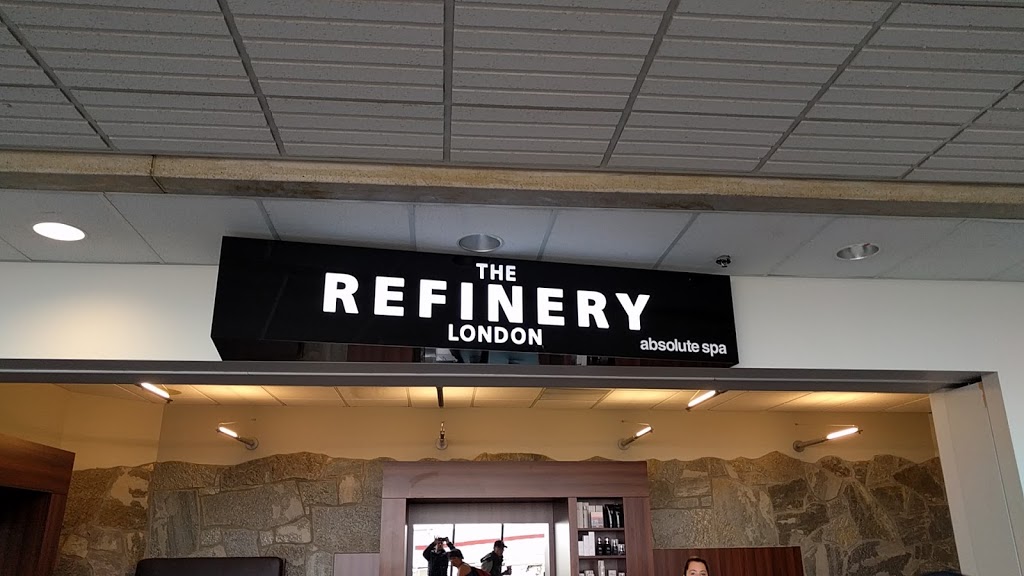 THE
REFINERY
LONDON
absolute spa